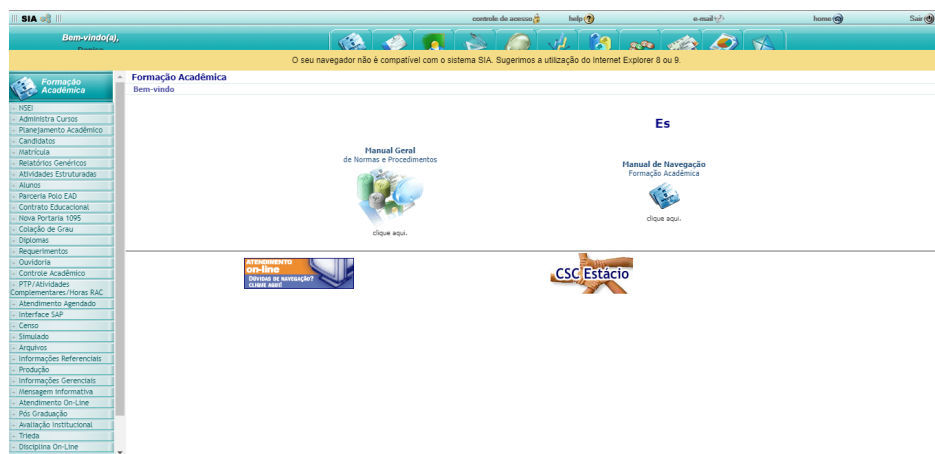 SIA
controle de acesso
help
e-mail
home
Sair
Bem-vindo(a),
O seu navegador não é compatível com o sistema SIA. Sugerimos a utilização do Internet Explorer 8 ou 9.
Formação
Acadêmica
NSEI
Administra Cursos
Planejamento Acadêmico
Candidatos
Matrícula
Relatórios Genéricos
Atividades Estruturadas
Alunos
Parceria Polo EAD
Contrato Educacional
Nova Portaria 1095
Colação de Grau
Diplomas
Requerimentos
Ouvidoria
Controle Acadêmico
PTP/Atividades
Complementares/Horas RAC
Atendimento Agendado
Interface SAP
Censo
Simulado
Arquivos
Informações Referenciais
Produção
Informações Gerenciais
Mensagem Informativa
Atendimento On-Line
Pós Graduação
Avaliação Institucional
Trieda
Disciplina On-Line
Formação Acadêmica
Bem-vindo
Es
Manual Geral
de Normas e Procedimentos
clique aqui.
Manual de Navegação
Formação Acadêmica
clique aqui.
ATENDIMENTO
on-line
DÚVIDAS DE NAVEGAÇÃO?
CLIQUE AQUI!
CSC Estácio